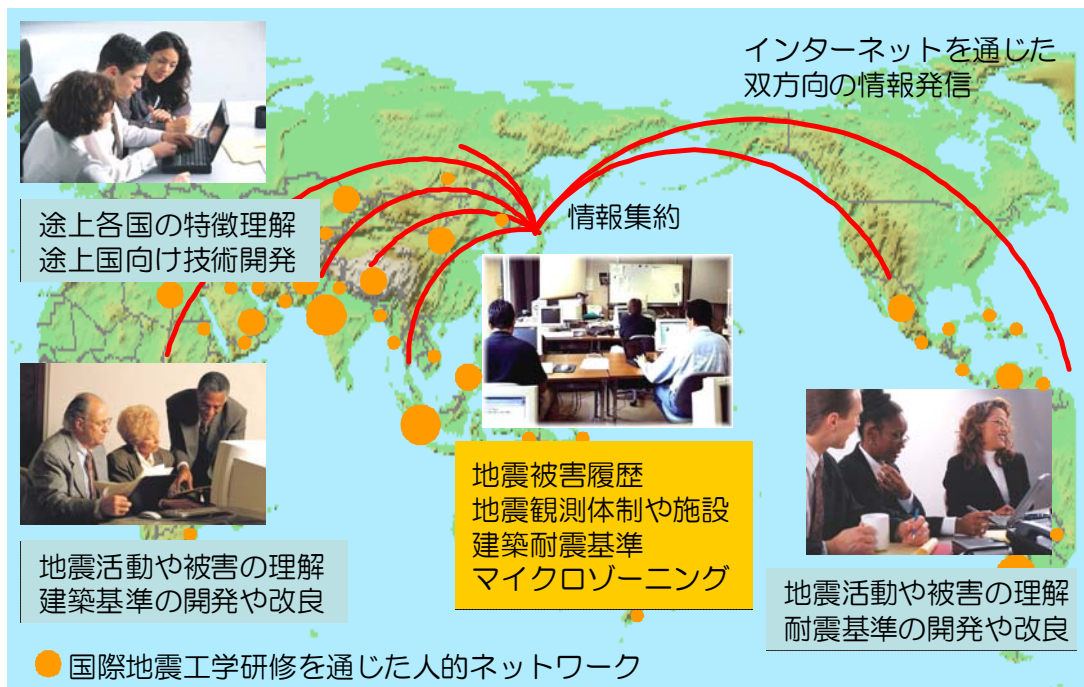 インターネットを通じた
双方向の情報発信
途上各国の特徴理解
途上国向け技術開発
情報集約
地震被害履歴
地震観測体制や施設
建築耐震基準
マイクロゾーニング
地震活動や被害の理解
建築基準の開発や改良
地震活動や被害の理解
耐震基準の開発や改良
国際地震工学研修を通じた人的ネットワーク